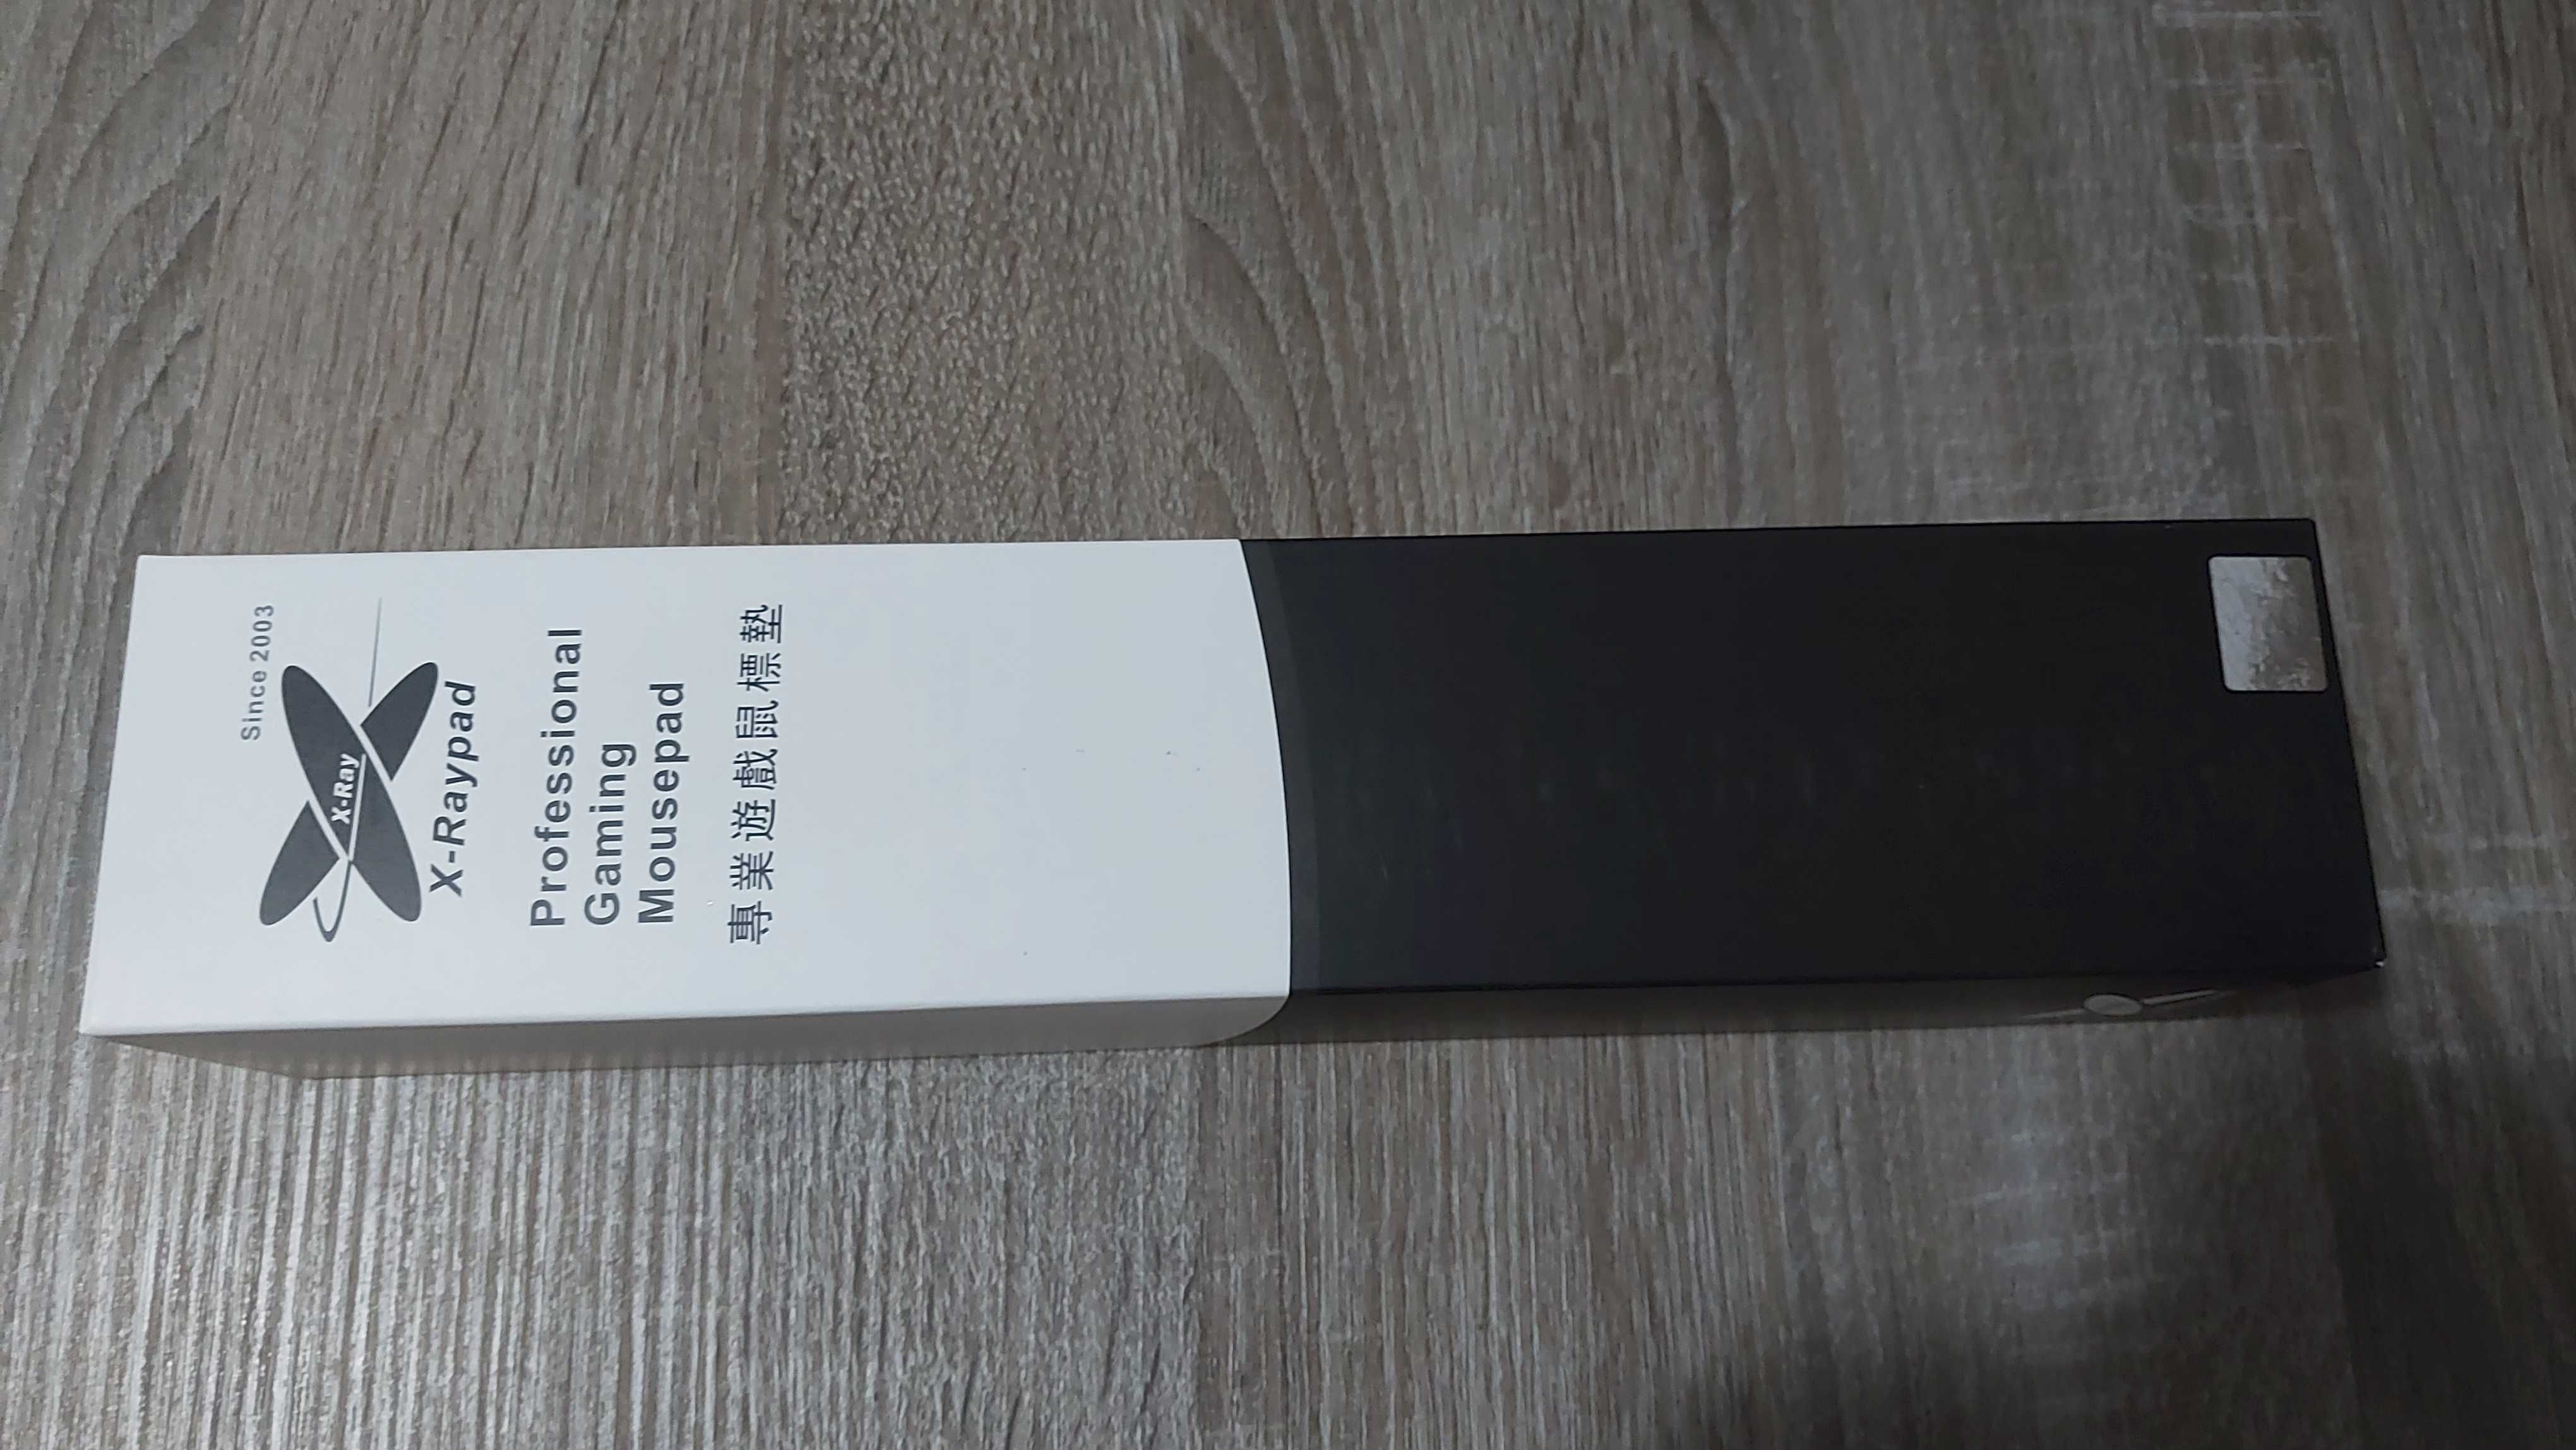 Since 2003
X-Ray
X-Raypad
Professional
Gaming
Mousepad
專業遊戲鼠標墊